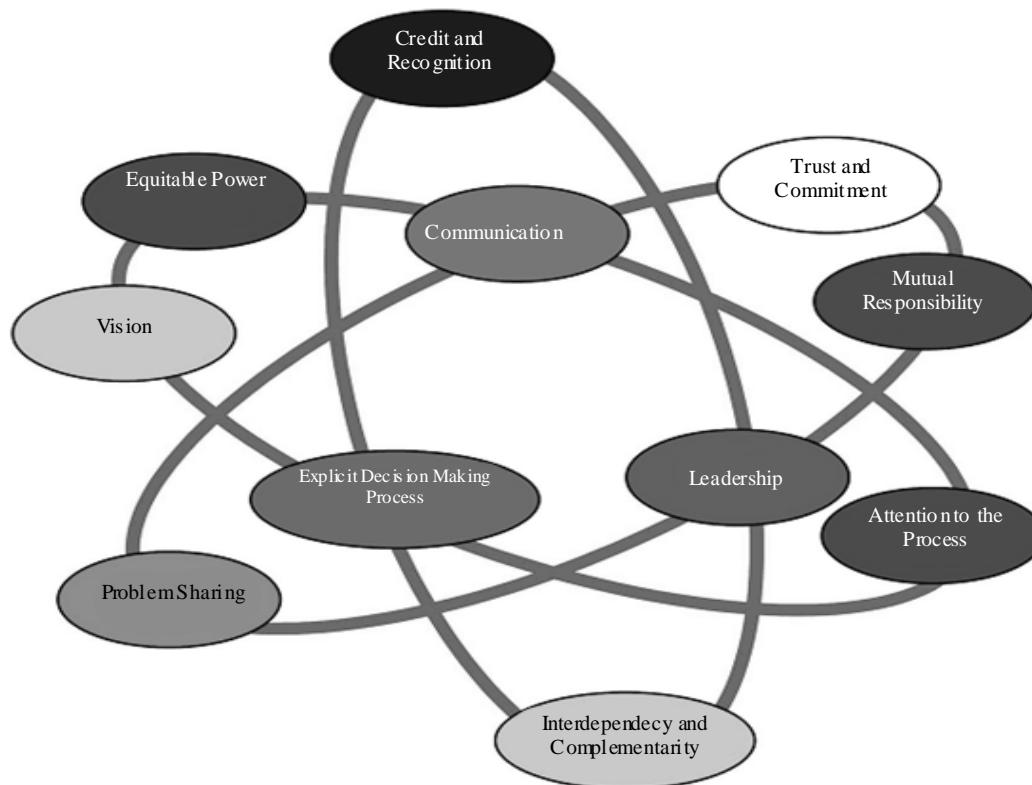 Credit and
Recognition
Equitable Power
Trust and
Commitment
Communication
Mutual
Responsibility
Vision
Explicit Decision Making
Process
Leadership
Attention to the
Process
Problem Sharing
Interdependecy and
Complementarity